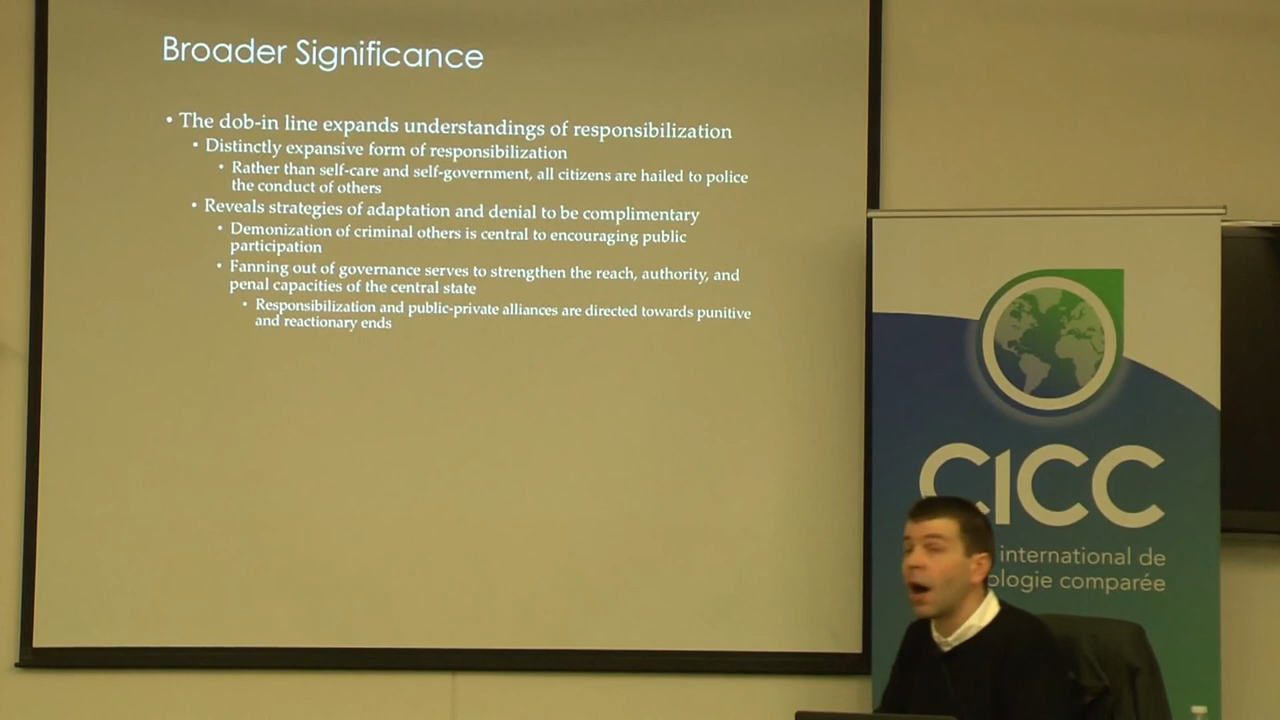 Broader Significance
• The dob-in line expands understandings of responsibilization
• Distinctly expansive form of responsibilization
• Rather than self-care and self-government, all citizens are hailed to police
the conduct of others
• Reveals strategies of adaptation and denial to be complimentary
• Demonization of criminal others is central to encouraging public
participation
• Fanning out of governance serves to strengthen the reach, authority, and
penal capacities of the central state
• Responsibilization and public-private alliances are directed towards punitive
and reactionary ends
CICC
international de
ologie comparée